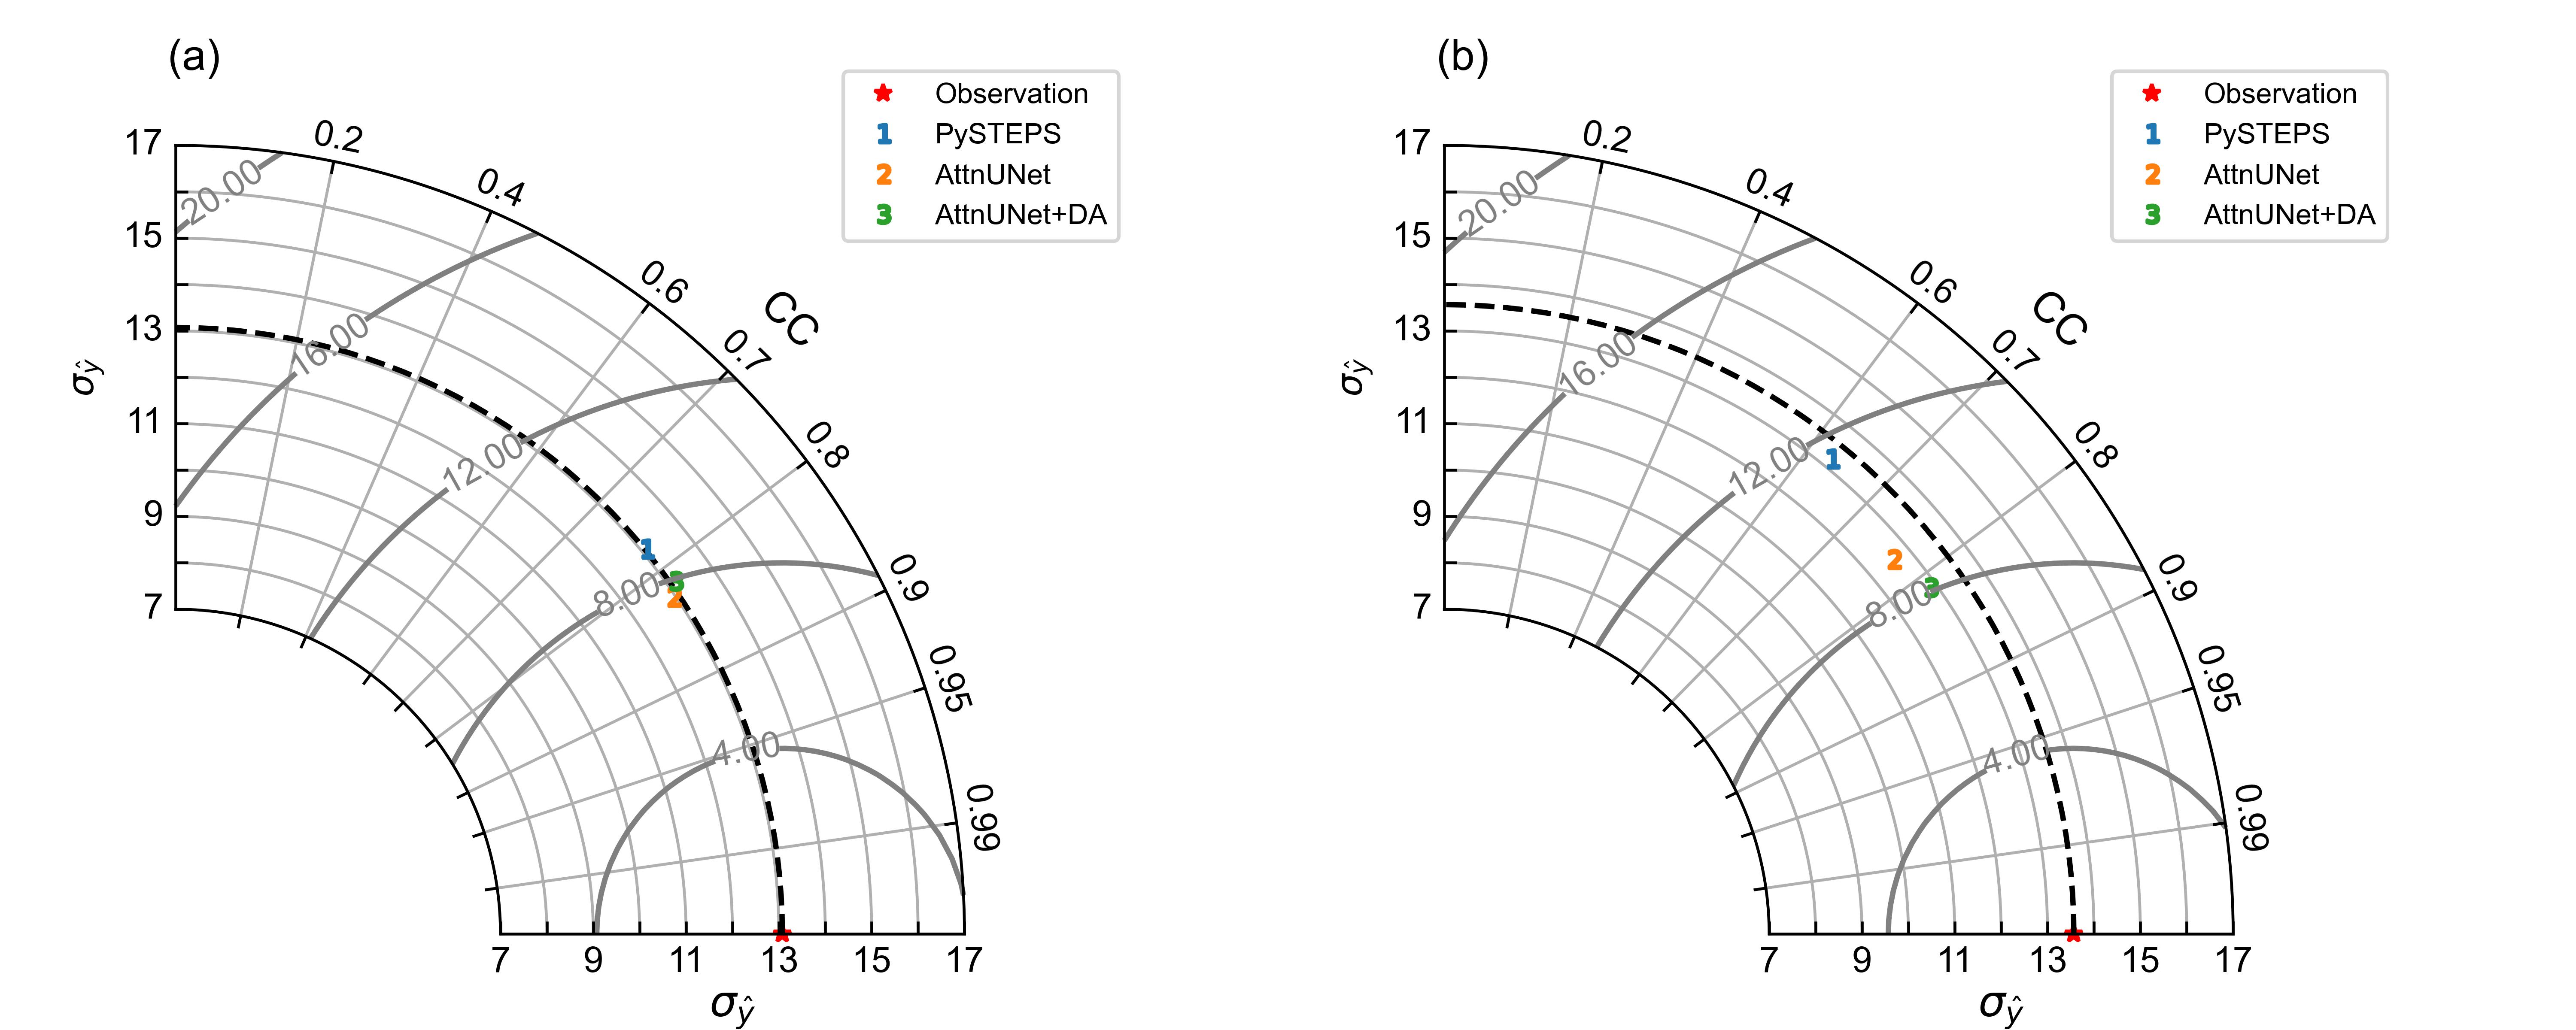 (a)
Observation
1 PySTEPS
2 AttnUNet
3 AttnUNet+DA
17
15
13
11
9
7
σŷ
0.2
0.4
0.6
0.7
0.8
0.9
0.95
0.99
CC
20.00
16.00
12.00
8.00
4.00
1
3
2
7 9 11 13 15 17
σŷ
(b)
Observation
1 PySTEPS
2 AttnUNet
3 AttnUNet+DA
17
15
13
11
9
7
σŷ
0.2
0.4
0.6
0.7
0.8
0.9
0.95
0.99
CC
20.00
16.00
12.00
8.00
4.00
1
2
3
7 9 11 13 15 17
σŷ